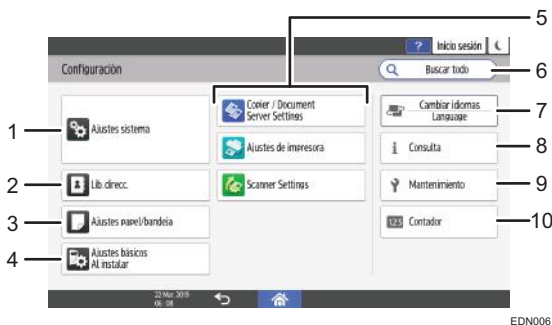 5
? Inicio sesión
Configuración
Buscar todo
6
1
Ajustes sistema
Copier / Document
Server Settings
Cambiar idiomas
Language
7
Ajustes de impresora
i Consulta
8
2
Lib. direcc.
Scanner Settings
Mantenimiento
9
3
Ajustes papel/bandeja
123 Contador
10
4
Ajustes básicos
Al instalar
22 Mar. 2019
06 : 08
EDN006